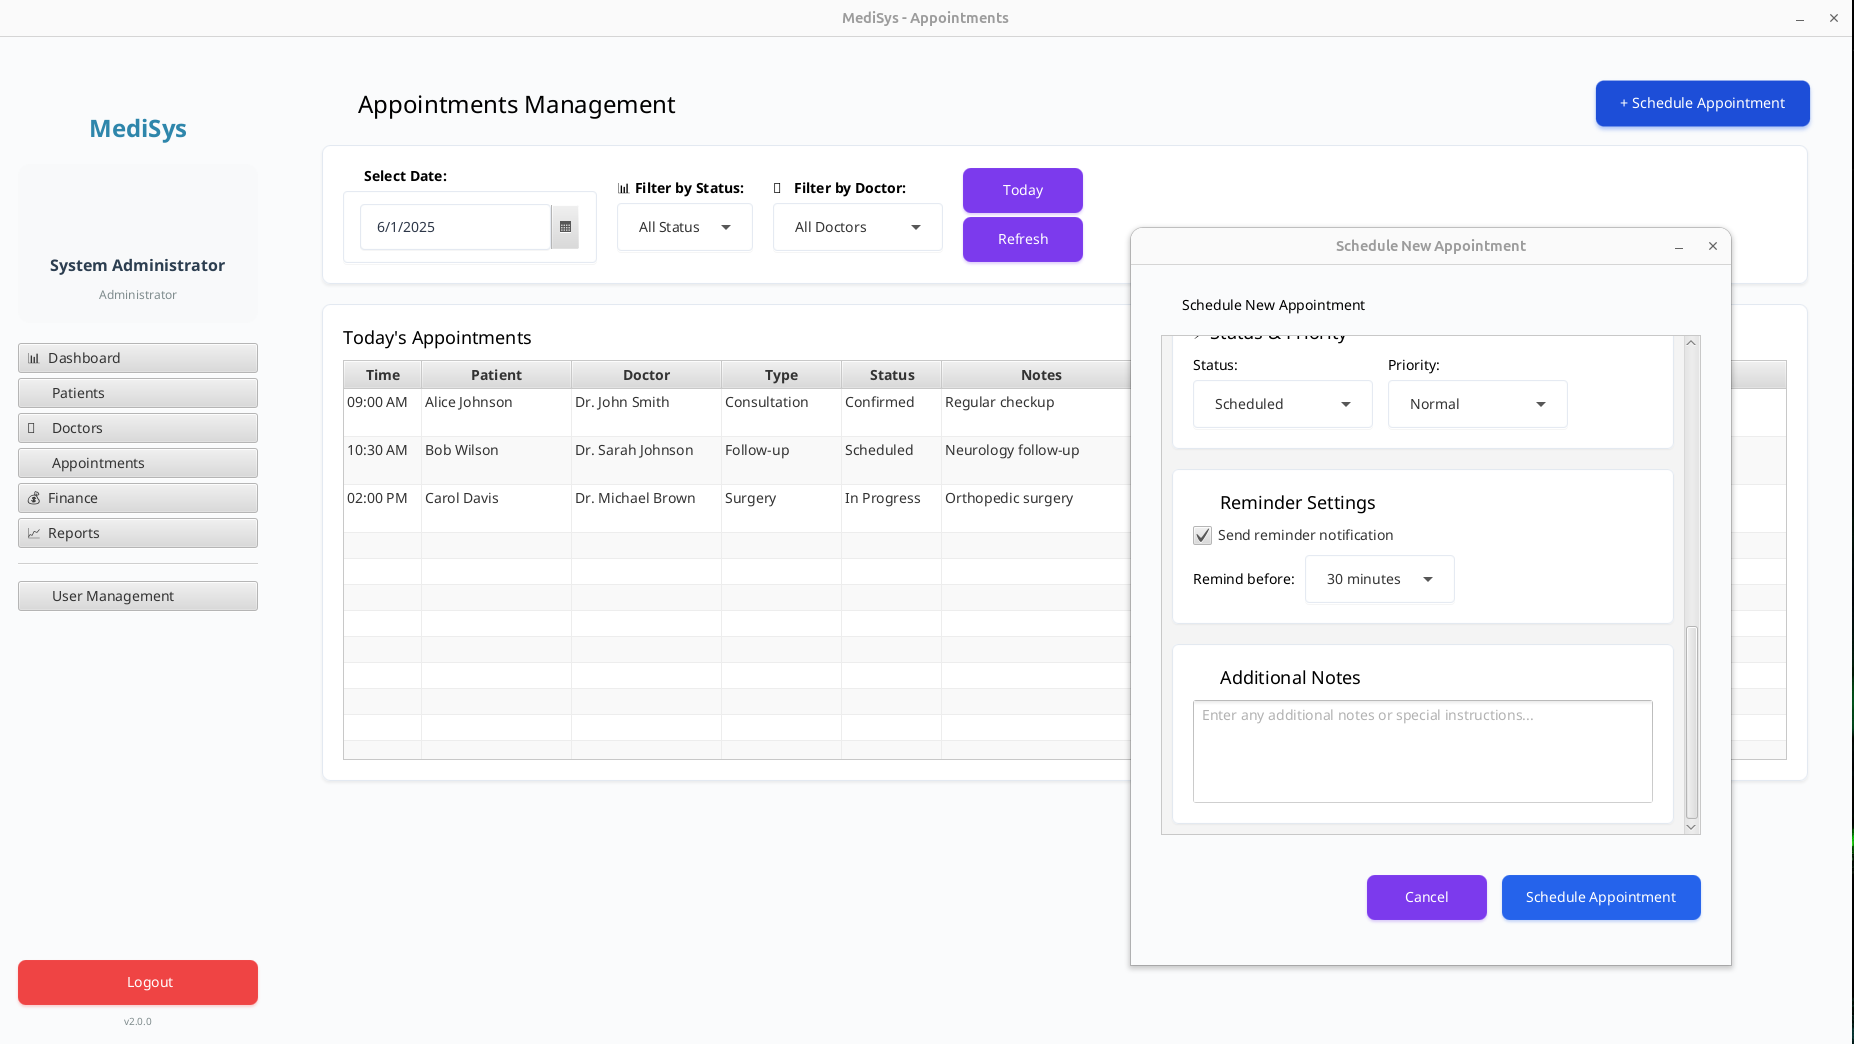 MediSys - Appointments
MediSys
System Administrator
Administrator
Dashboard
Patients
Doctors
Appointments
Finance
Reports
User Management
Logout
v2.0.0
Appointments Management
+ Schedule Appointment
Select Date:
6/1/2025
Filter by Status:
All Status
Filter by Doctor:
All Doctors
Today
Refresh
Today's Appointments
Time Patient Doctor Type Status Notes
09:00 AM Alice Johnson Dr. John Smith Consultation Confirmed Regular checkup
10:30 AM Bob Wilson Dr. Sarah Johnson Follow-up Scheduled Neurology follow-up
02:00 PM Carol Davis Dr. Michael Brown Surgery In Progress Orthopedic surgery
Schedule New Appointment
Schedule New Appointment
Status & Priority
Status: Priority:
Scheduled Normal
Reminder Settings
Send reminder notification
Remind before: 30 minutes
Additional Notes
Enter any additional notes or special instructions...
Cancel
Schedule Appointment